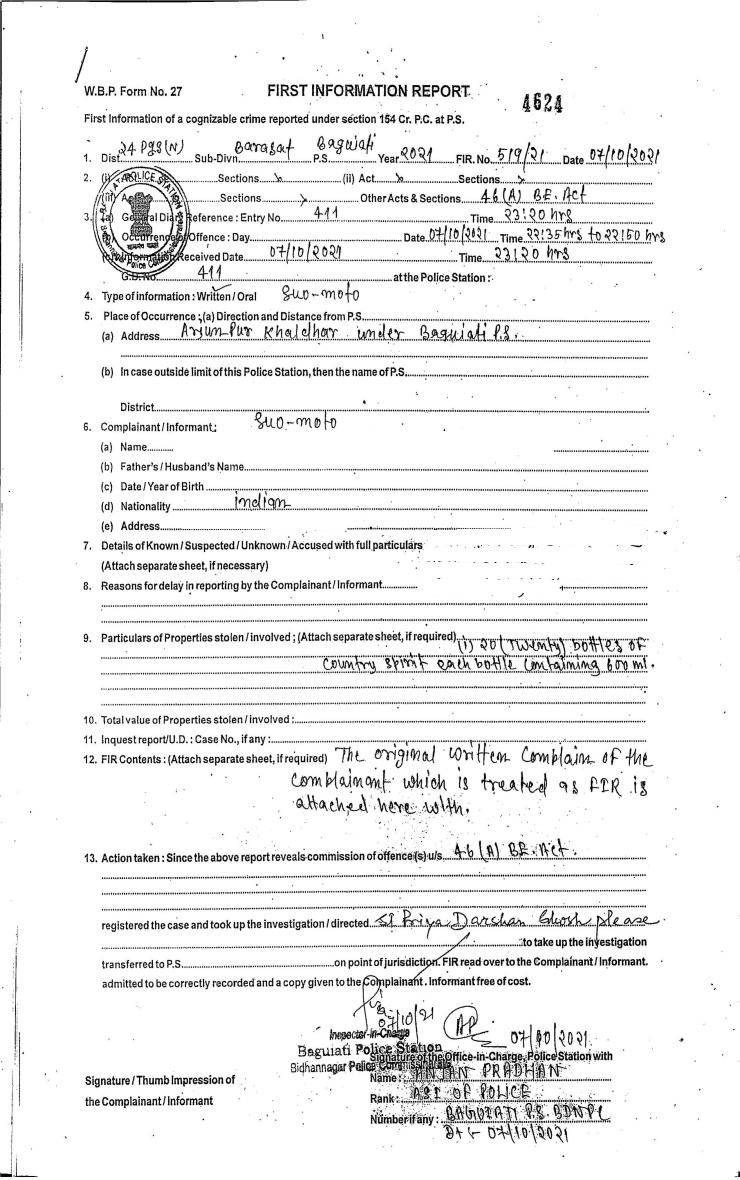 W.B.P. Form No. 27
FIRST INFORMATION REPORT
4624
First Information of a cognizable crime reported under section 154 Cr. P.C. at P.S.
1. Dist. 24 Pgs (N) Sub-Divn. Barasat P.S. Baguiati Year 2021 FIR. No. 519/21 Date 07/10/2021
2. (i) Sections (ii) Act Sections
Sections Other Acts & Sections 46 (A) BE. Act
3. (a) General Diary Reference : Entry No. 411 Time 23:20 hrs
Occurrence of Offence : Day Date 07/10/2021 Time 22:35 hrs to 22:50 hrs
Information Received Date 07/10/2021 Time 23:20 hrs
G.D. No. 411 at the Police Station :-
4. Type of information : Written / Oral Suo-moto
5. Place of Occurrence ; (a) Direction and Distance from P.S.
(a) Address Arjunpur Khaldhar under Baguiati P.S.
(b) In case outside limit of this Police Station, then the name of P.S.
District
6. Complainant / Informant : Suo-moto
(a) Name
(b) Father's / Husband's Name
(c) Date / Year of Birth
(d) Nationality indian
(e) Address
7. Details of Known / Suspected / Unknown / Accused with full particulars
(Attach separate sheet, if necessary)
8. Reasons for delay in reporting by the Complainant / Informant
9. Particulars of Properties stolen / involved ; (Attach separate sheet, if required) (i) 20 (Twenty) bottles of
Country spirit each bottle containing 600 ml.
10. Total value of Properties stolen / involved :
11. Inquest report / U.D. : Case No., if any :
12. FIR Contents : (Attach separate sheet, if required) The original written complain of the
complainant which is treated as FIR is
attached here with.
13. Action taken : Since the above report reveals commission of offence(s) u/s 46 (A) BE. Act.
registered the case and took up the investigation / directed SI Priya Darshan Ghosh please
to take up the investigation
transferred to P.S. on point of jurisdiction. FIR read over to the Complainant / Informant.
admitted to be correctly recorded and a copy given to the Complainant. Informant free of cost.
07/10/21
07/10/2021
Inspector-in-Charge
Baguiati Police Station
Bidhannagar Police Commissionerate
Signature of the Office-in-Charge, Police Station with
Name : PRADHAN
Rank : ASI OF POLICE
Number if any : BAGUIATI P.S. BDNPC
Dt :- 07/10/2021
Signature / Thumb Impression of
the Complainant / Informant